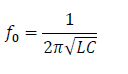 f₀ = 1 / (2π√(LC))